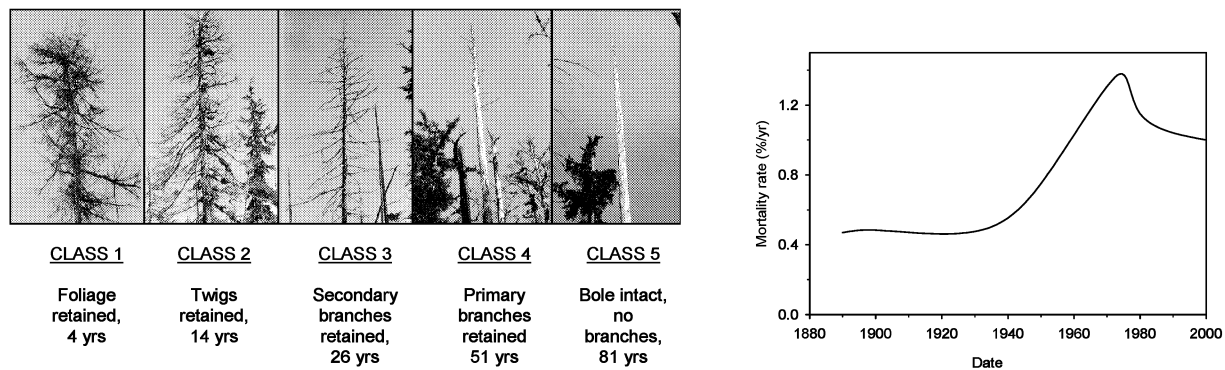 CLASS 1
Foliage
retained,
4 yrs
CLASS 2
Twigs
retained,
14 yrs
CLASS 3
Secondary
branches
retained,
26 yrs
CLASS 4
Primary
branches
retained
51 yrs
CLASS 5
Bole intact,
no
branches,
81 yrs
Mortality rate (%/yr)
1.2
0.8
0.4
0.0
1880 1900 1920 1940 1960 1980 2000
Date